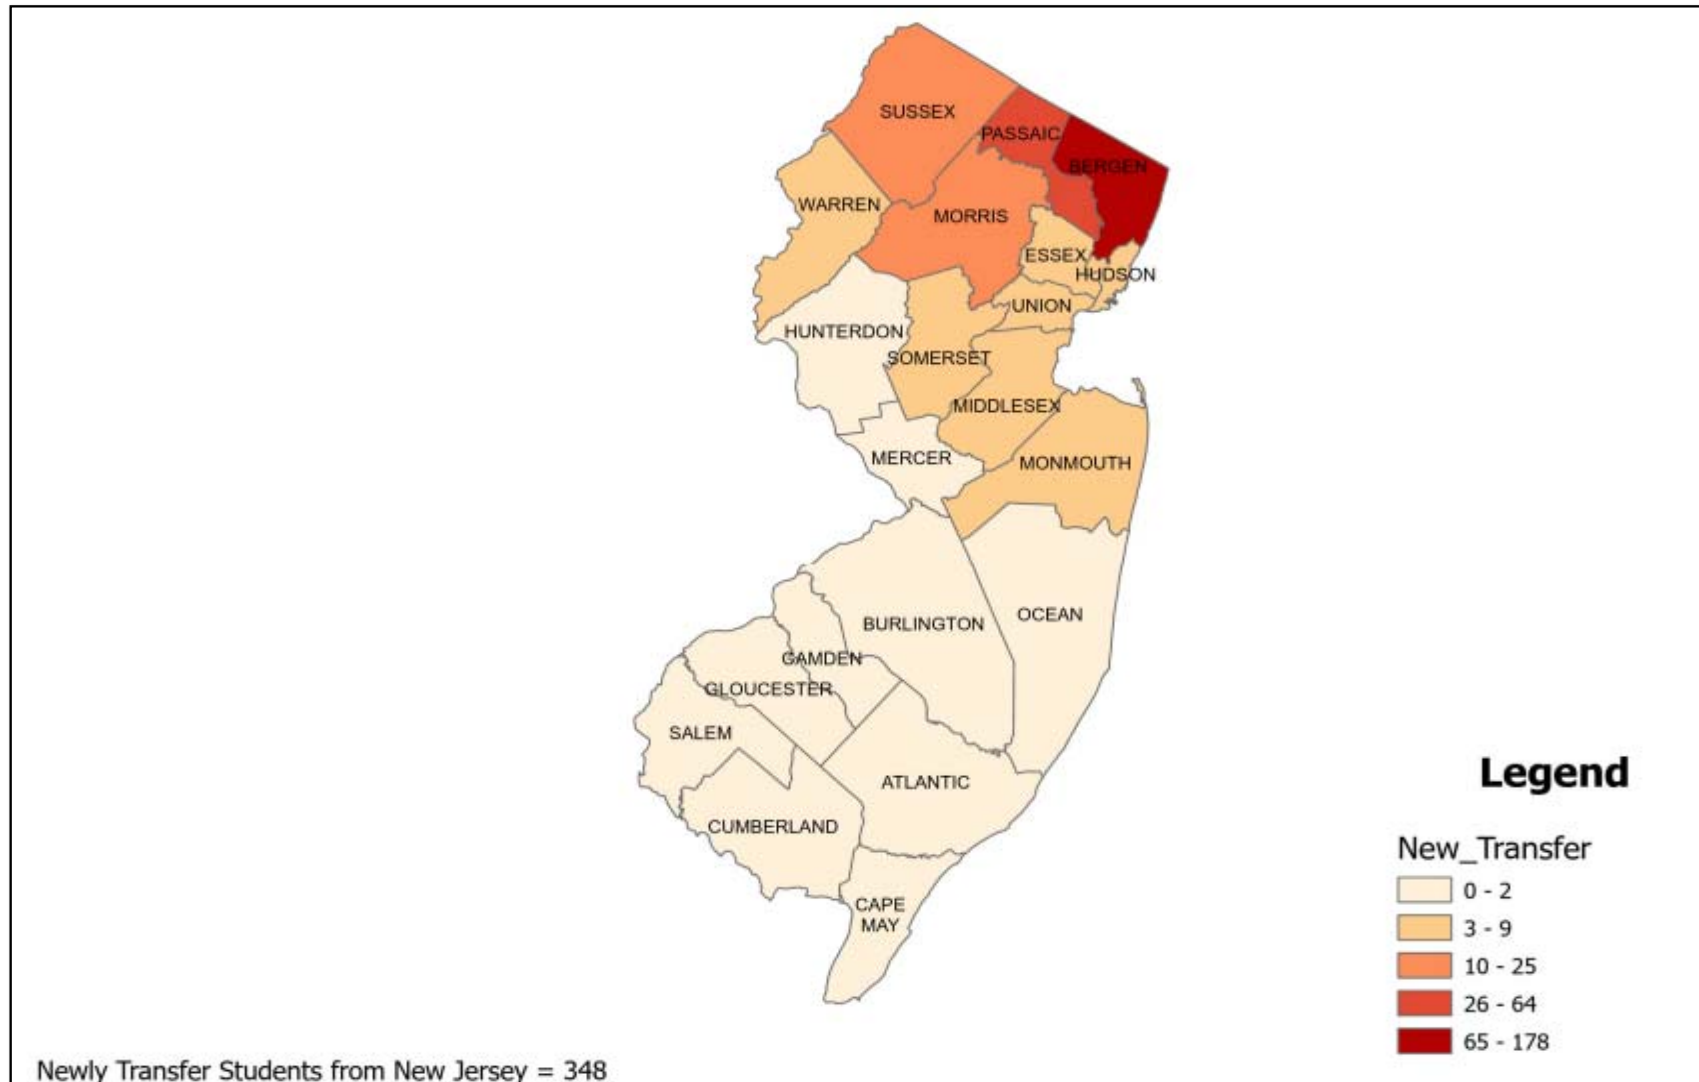 SUSSEX
PASSAIC
BERGEN
WARREN
MORRIS
ESSEX
HUDSON
UNION
HUNTERDON
SOMERSET
MIDDLESEX
MERCER
MONMOUTH
OCEAN
BURLINGTON
CAMDEN
GLOUCESTER
SALEM
ATLANTIC
CUMBERLAND
CAPE
MAY
Legend
New_Transfer
0 - 2
3 - 9
10 - 25
26 - 64
65 - 178
Newly Transfer Students from New Jersey = 348